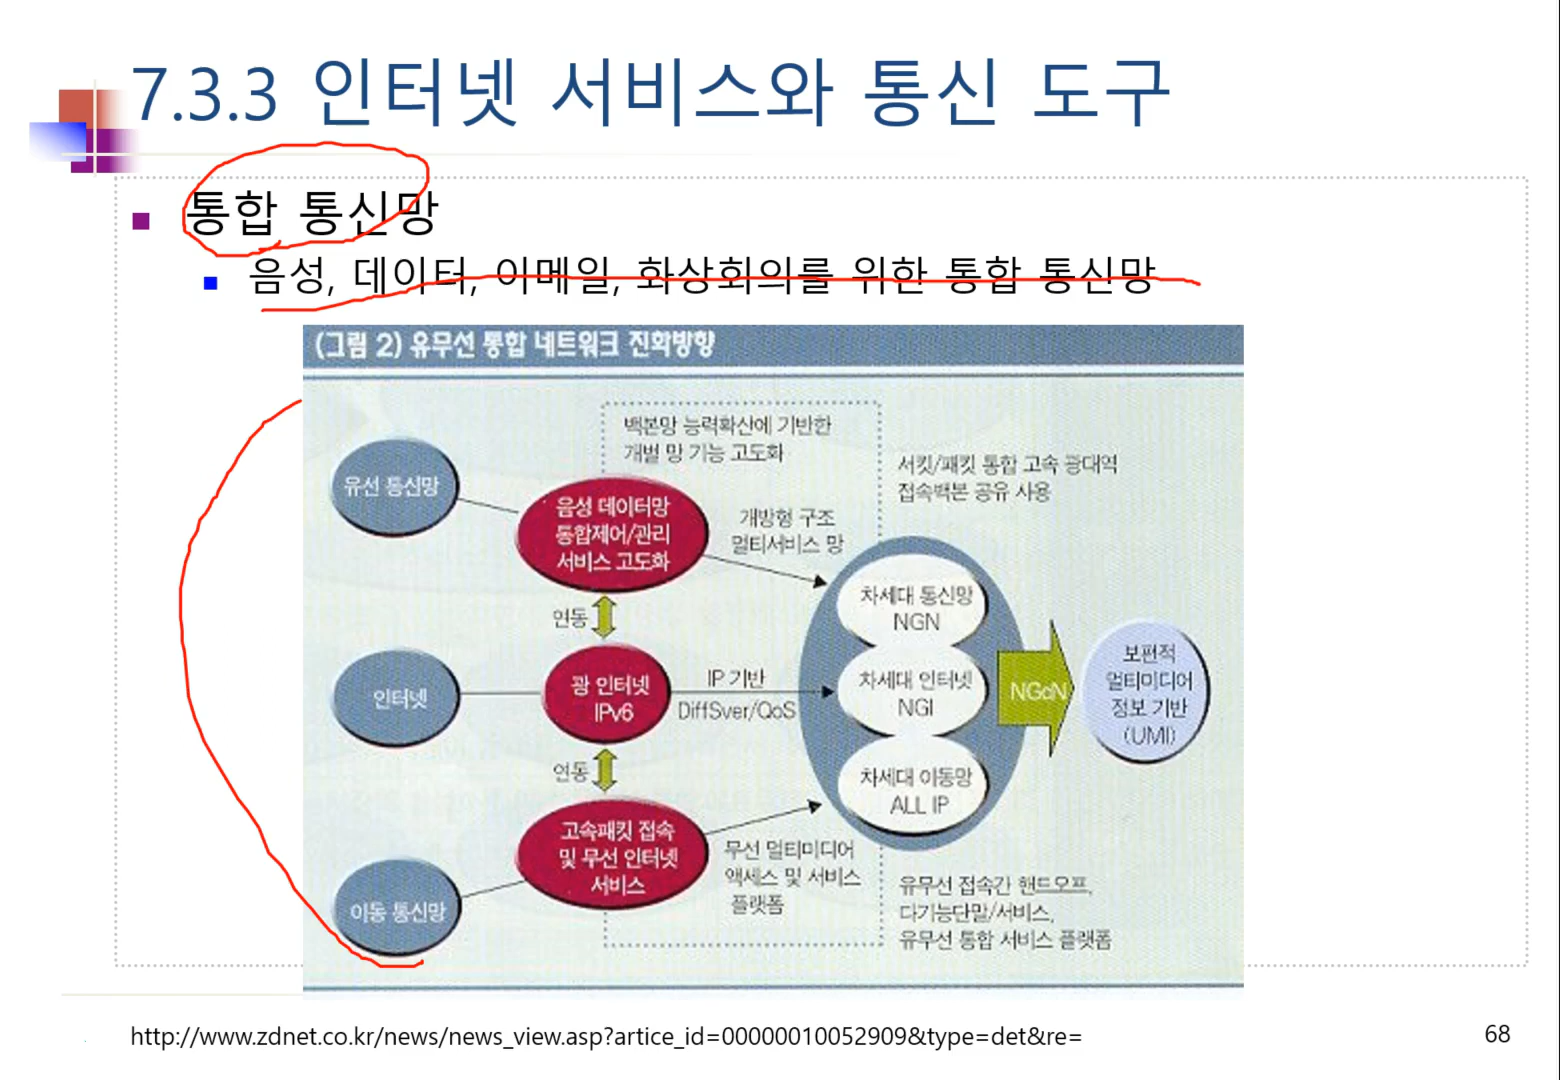 7.3.3 인터넷 서비스와 통신 도구
통합 통신망
음성, 데이터, 이메일, 화상회의를 위한 통합 통신망
(그림 2) 유무선 통합 네트워크 진화방향
백본망 능력확산에 기반한
개별 망 기능 고도화
서킷/패킷 통합 고속 광대역
접속백본 공유 사용
유선 통신망
음성 데이터망
통합제어/관리
서비스 고도화
개방형 구조
멀티서비스 망
차세대 통신망
NGN
연동
인터넷
광 인터넷
IPv6
IP 기반
DiffSver/QoS
차세대 인터넷
NGI
NGcN
보편적
멀티미디어
정보 기반
(UMI)
연동
차세대 이동망
ALL IP
고속패킷 접속
및 무선 인터넷
서비스
무선 멀티미디어
액세스 및 서비스
플랫폼
이동 통신망
유무선 접속간 핸드오프,
다기능단말/서비스,
유무선 통합 서비스 플랫폼
http://www.zdnet.co.kr/news/news_view.asp?artice_id=00000010052909&type=det&re=
68